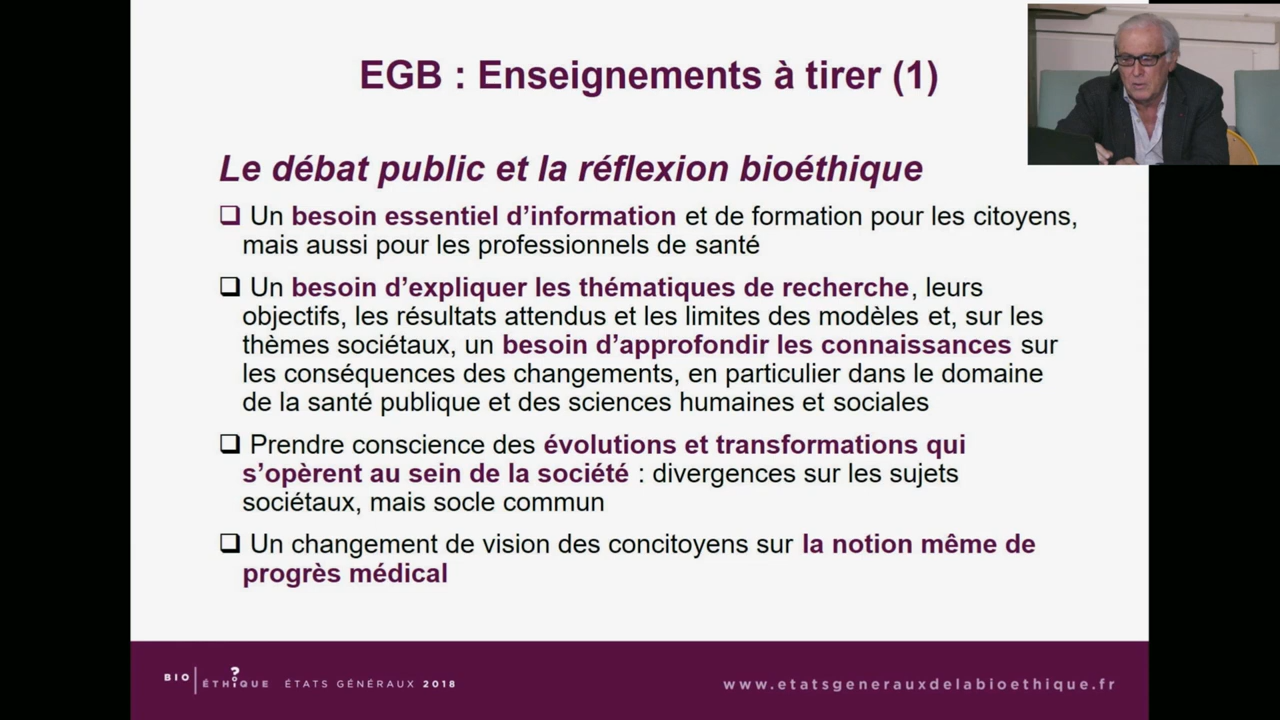 EGB : Enseignements à tirer (1)
Le débat public et la réflexion bioéthique
❑ Un besoin essentiel d’information et de formation pour les citoyens,
mais aussi pour les professionnels de santé
❑ Un besoin d’expliquer les thématiques de recherche, leurs
objectifs, les résultats attendus et les limites des modèles et, sur les
thèmes sociétaux, un besoin d’approfondir les connaissances sur
les conséquences des changements, en particulier dans le domaine
de la santé publique et des sciences humaines et sociales
❑ Prendre conscience des évolutions et transformations qui
s’opèrent au sein de la société : divergences sur les sujets
sociétaux, mais socle commun
❑ Un changement de vision des concitoyens sur la notion même de
progrès médical
BIO ÉTHIQUE ? ÉTATS GÉNÉRAUX 2018
www.etatsgenerauxdelabioethique.fr